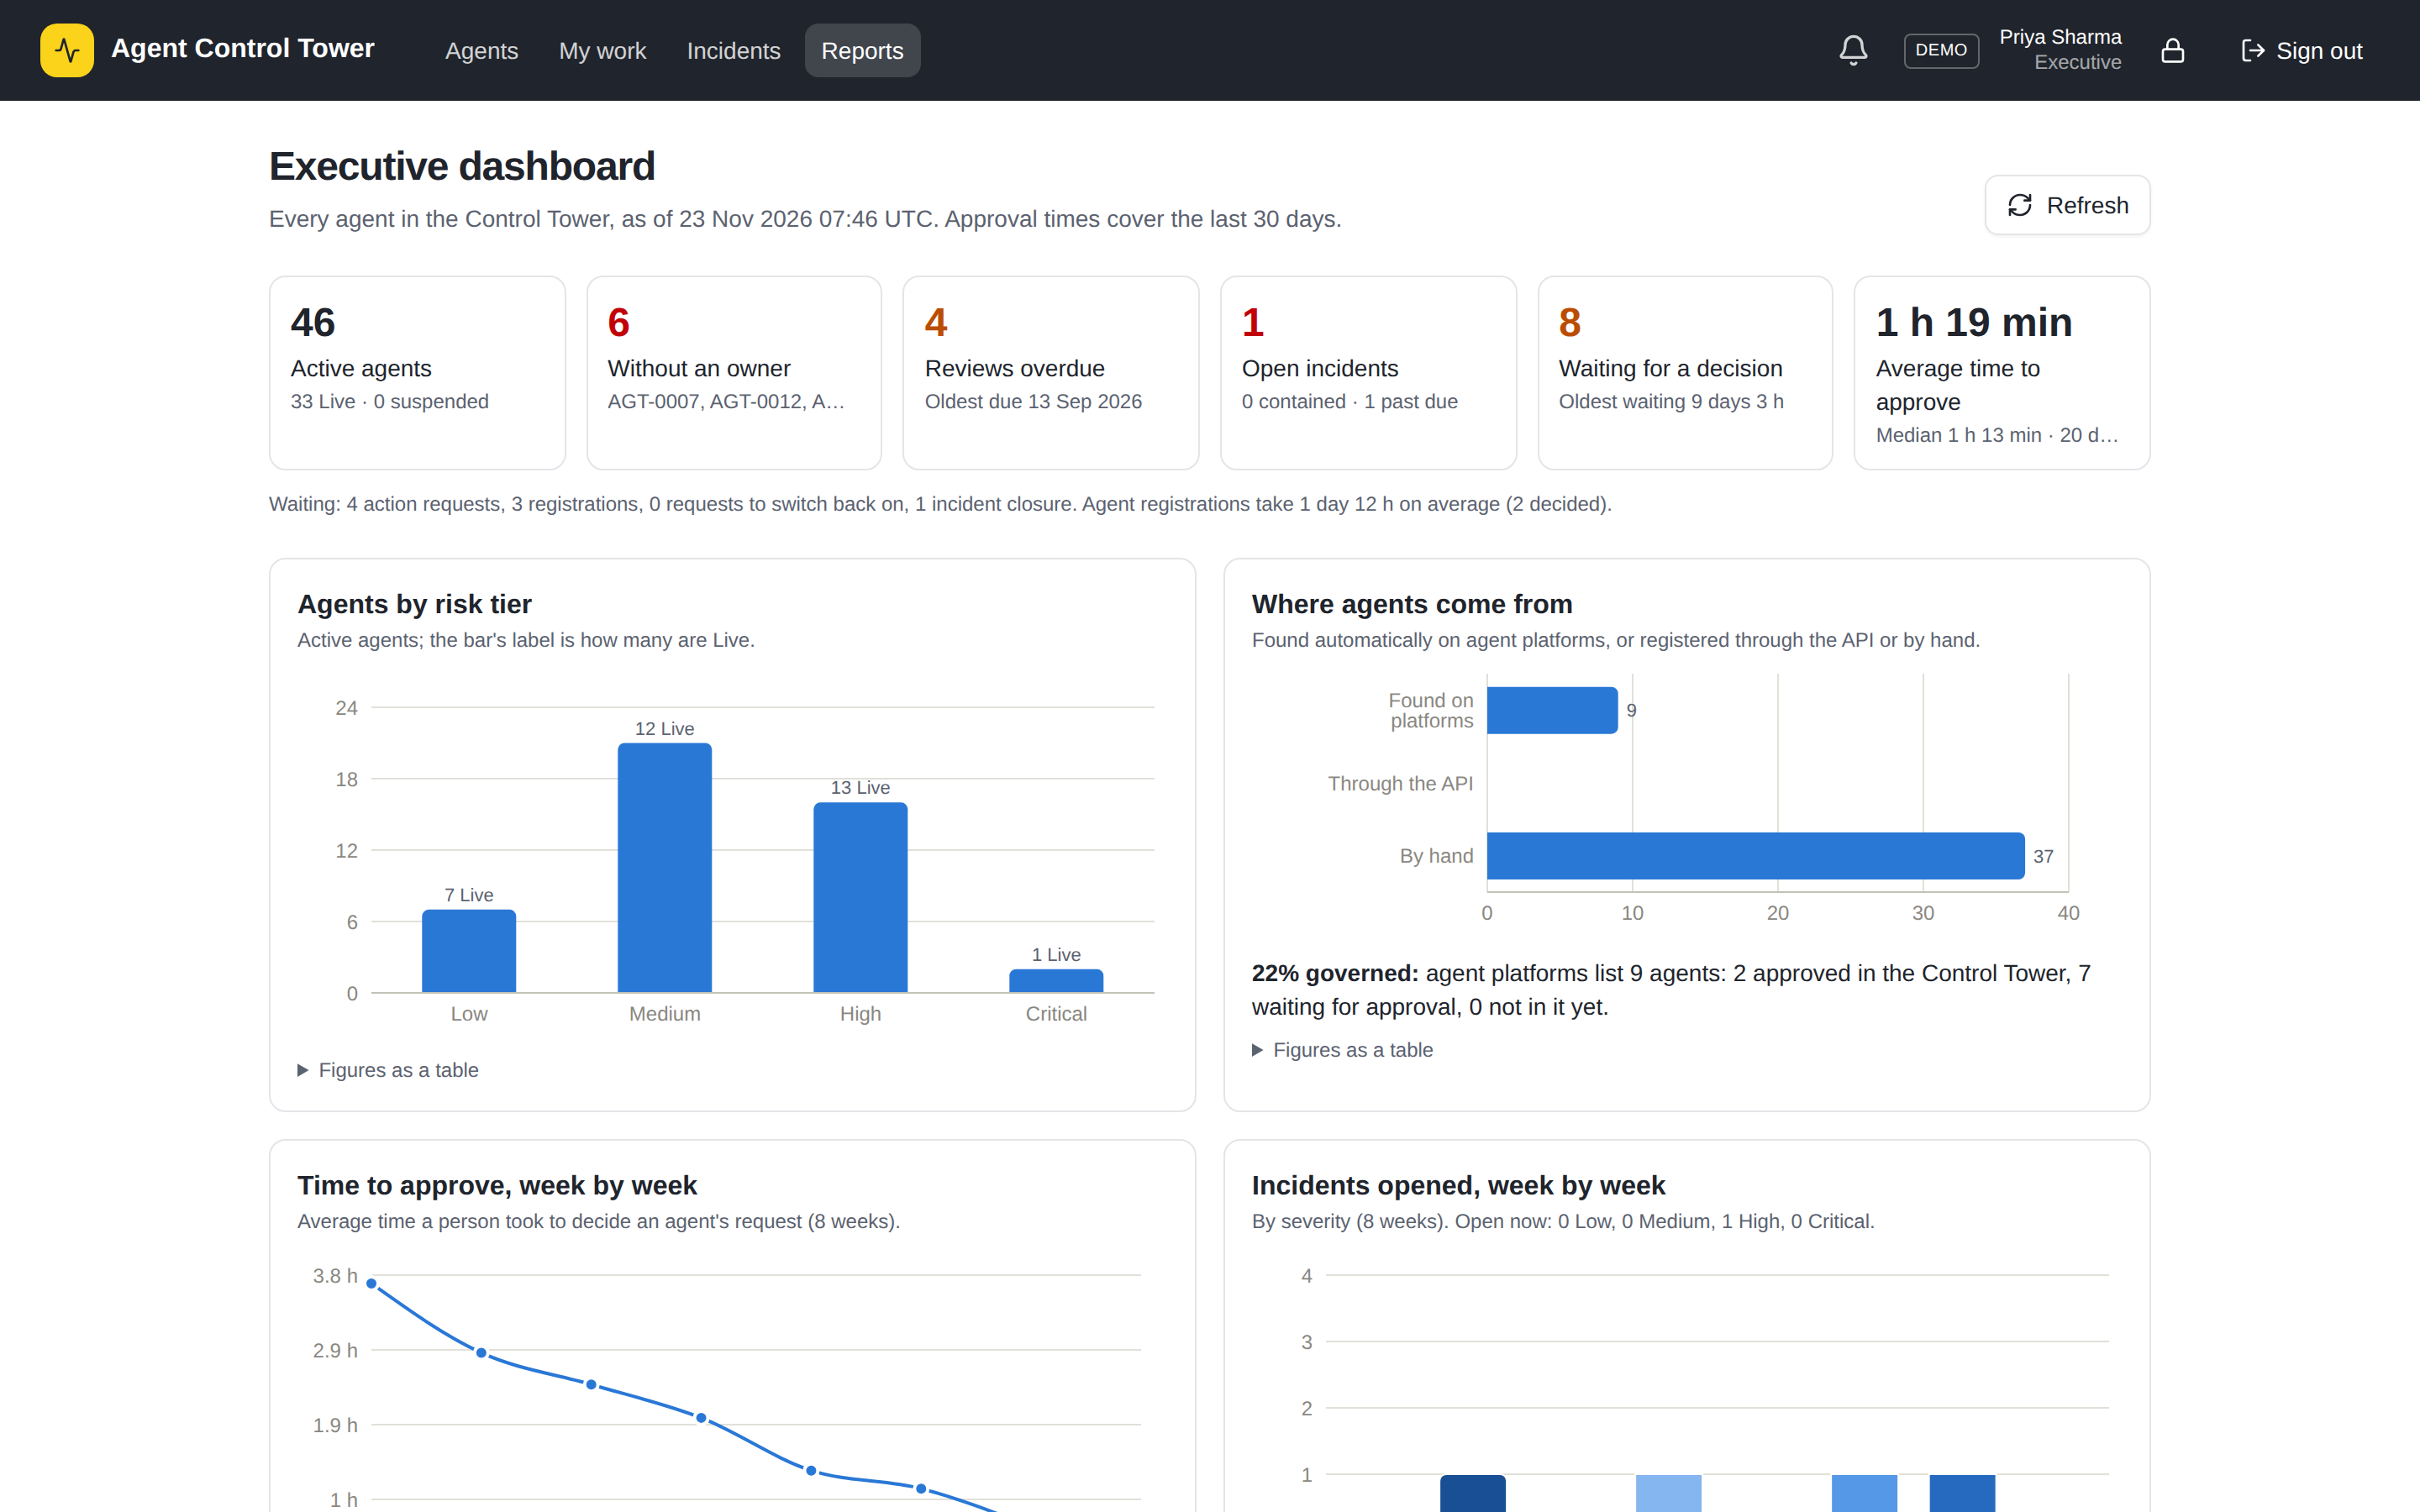 Agent Control Tower
Agents
My work
Incidents
Reports
DEMO
Priya Sharma
Executive
Sign out
Executive dashboard
Every agent in the Control Tower, as of 23 Nov 2026 07:46 UTC. Approval times cover the last 30 days.
Refresh
46
Active agents
33 Live · 0 suspended
6
Without an owner
AGT-0007, AGT-0012, A…
4
Reviews overdue
Oldest due 13 Sep 2026
1
Open incidents
0 contained · 1 past due
8
Waiting for a decision
Oldest waiting 9 days 3 h
1 h 19 min
Average time to
approve
Median 1 h 13 min · 20 d…
Waiting: 4 action requests, 3 registrations, 0 requests to switch back on, 1 incident closure. Agent registrations take 1 day 12 h on average (2 decided).
Agents by risk tier
Active agents; the bar's label is how many are Live.
24
18
12
6
0
7 Live
12 Live
13 Live
1 Live
Low
Medium
High
Critical
Figures as a table
Where agents come from
Found automatically on agent platforms, or registered through the API or by hand.
Found on
platforms
9
Through the API
By hand
37
0
10
20
30
40
22% governed: agent platforms list 9 agents: 2 approved in the Control Tower, 7
waiting for approval, 0 not in it yet.
Figures as a table
Time to approve, week by week
Average time a person took to decide an agent's request (8 weeks).
3.8 h
2.9 h
1.9 h
1 h
Incidents opened, week by week
By severity (8 weeks). Open now: 0 Low, 0 Medium, 1 High, 0 Critical.
4
3
2
1